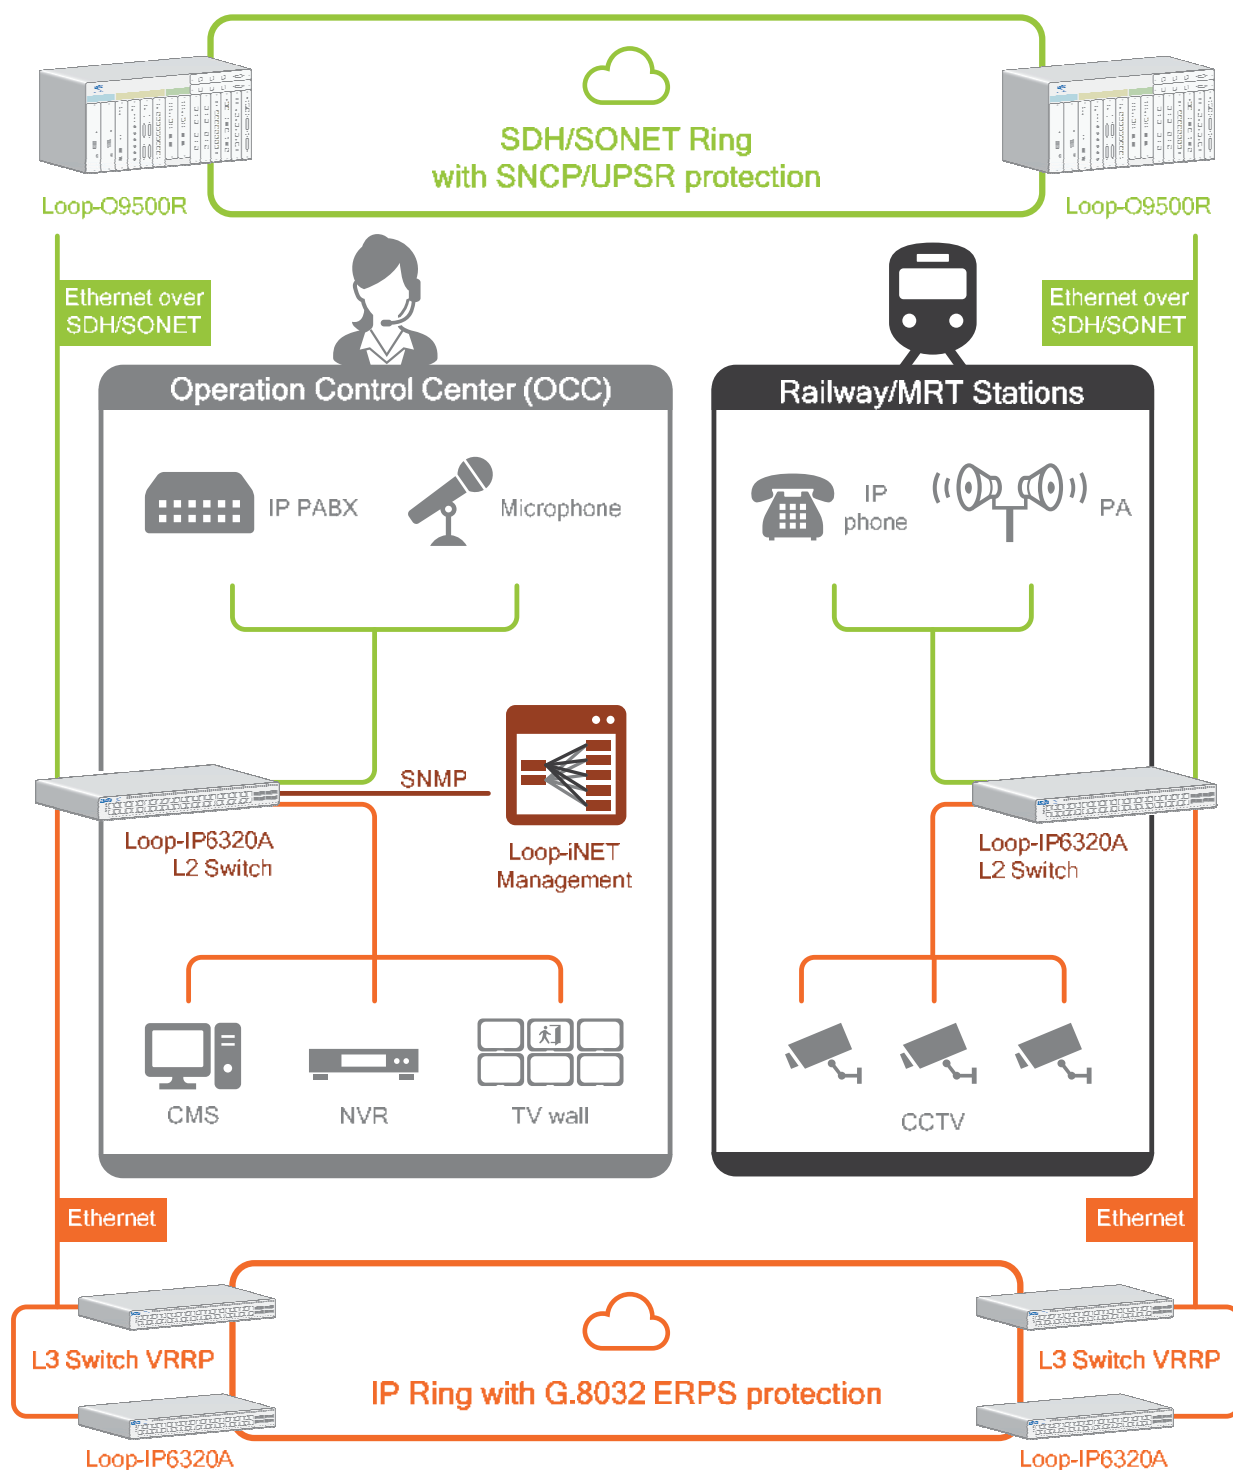 SDH/SONET Ring
with SNCP/UPSR protection
Loop-O9500R
Loop-O9500R
Ethernet over
SDH/SONET
Ethernet over
SDH/SONET
Operation Control Center (OCC)
Railway/MRT Stations
IP PABX
Microphone
IP
phone
PA
SNMP
Loop-IP6320A
L2 Switch
Loop-iNET
Management
Loop-IP6320A
L2 Switch
CMS
NVR
TV wall
CCTV
Ethernet
Ethernet
L3 Switch VRRP
L3 Switch VRRP
IP Ring with G.8032 ERPS protection
Loop-IP6320A
Loop-IP6320A